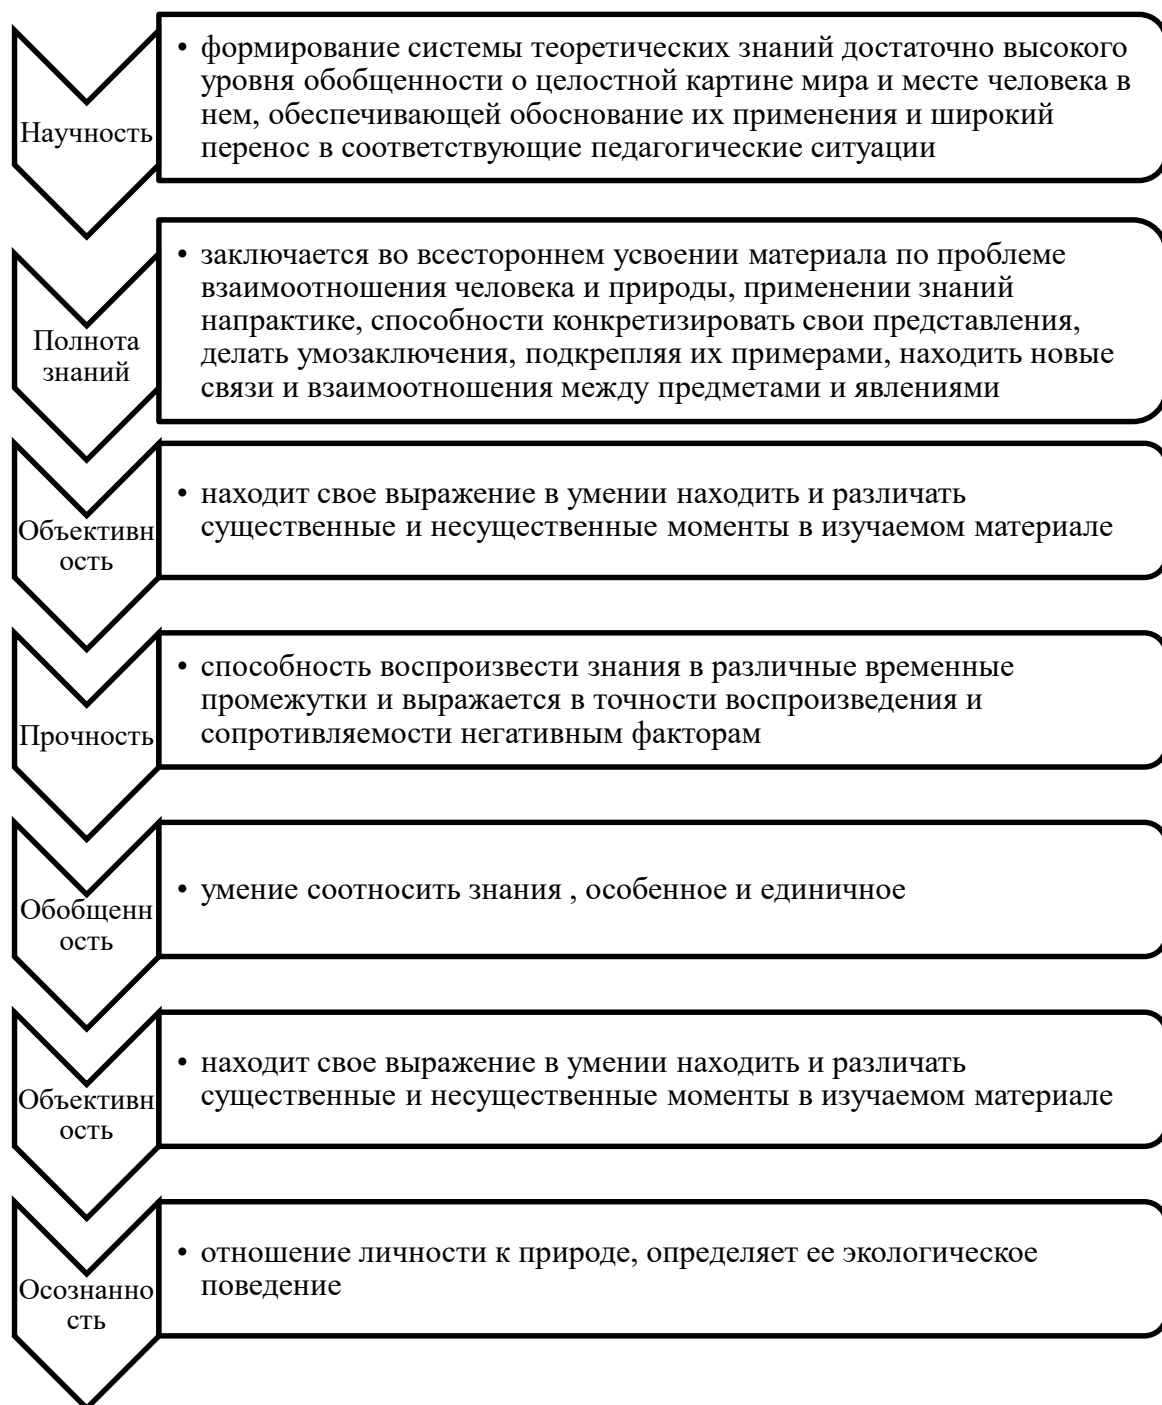 Научность
• формирование системы теоретических знаний достаточно высокого
уровня обобщенности о целостной картине мира и месте человека в
нем, обеспечивающей обоснование их применения и широкий
перенос в соответствующие педагогические ситуации
Полнота
знаний
• заключается во всестороннем усвоении материала по проблеме
взаимоотношения человека и природы, применении знаний
напрактике, способности конкретизировать свои представления,
делать умозаключения, подкрепляя их примерами, находить новые
связи и взаимоотношения между предметами и явлениями
Объективн
ость
• находит свое выражение в умении находить и различать
существенные и несущественные моменты в изучаемом материале
Прочность
• способность воспроизвести знания в различные временные
промежутки и выражается в точности воспроизведения и
сопротивляемости негативным факторам
Обобщенн
ость
• умение соотносить знания , особенное и единичное
Объективн
ость
• находит свое выражение в умении находить и различать
существенные и несущественные моменты в изучаемом материале
Осознанно
сть
• отношение личности к природе, определяет ее экологическое
поведение